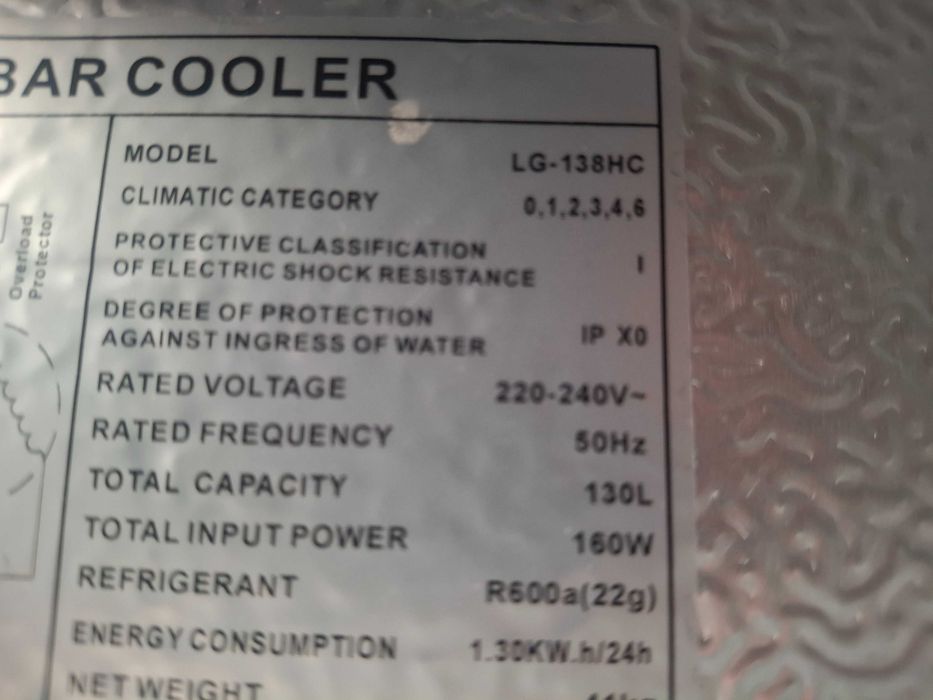 BAR COOLER
MODEL LG-138HC
CLIMATIC CATEGORY 0,1,2,3,4,6
PROTECTIVE CLASSIFICATION
OF ELECTRIC SHOCK RESISTANCE I
DEGREE OF PROTECTION
AGAINST INGRESS OF WATER IP X0
RATED VOLTAGE 220-240V~
RATED FREQUENCY 50Hz
TOTAL CAPACITY 130L
TOTAL INPUT POWER 160W
REFRIGERANT R600a(22g)
ENERGY CONSUMPTION 1.30KW.h/24h
NET WEIGHT
Overload
Protector